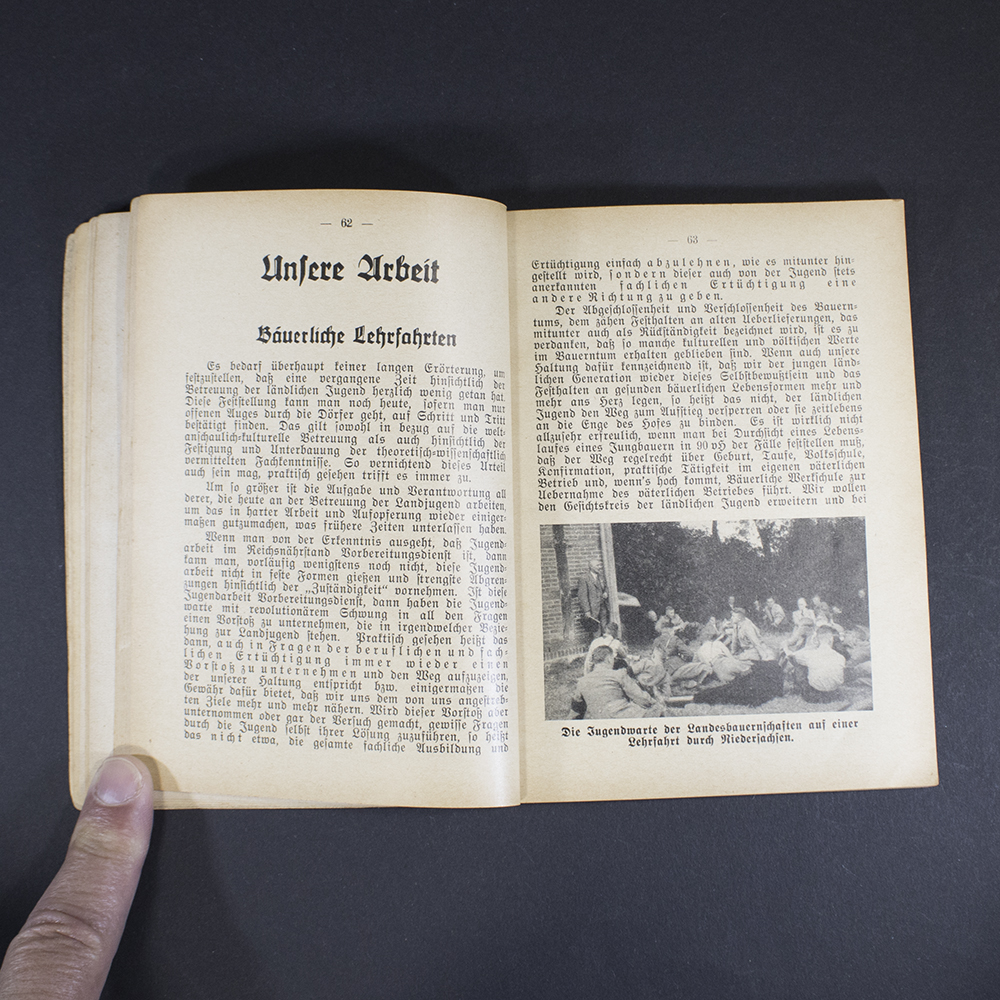 — 62 —
Unsere Arbeit
Bäuerliche Lehrfahrten
Es bedarf überhaupt keiner langen Erörterung, um
festzustellen, daß eine vergangene Zeit hinsichtlich der
Betreuung der ländlichen Jugend herzlich wenig getan hat.
Diese Feststellung kann man noch heute, sofern man nur
offenen Auges durch die Dörfer geht, auf Schritt und Tritt
bestätigt finden. Das gilt sowohl in bezug auf die welt-
anschaulich-kulturelle Betreuung als auch hinsichtlich der
Festigung und Unterbauung der theoretisch-wissenschaftlich
vermittelten Fachkenntnisse. So vernichtend dieses Urteil
auch sein mag, praktisch gesehen trifft es immer zu.
Um so größer ist die Aufgabe und Verantwortung all
derer, die heute an der Betreuung der Landjugend arbeiten,
um das in harter Arbeit und Aufopferung wieder einiger-
maßen gutzumachen, was frühere Zeiten unterlassen haben.
Wenn man von der Erkenntnis ausgeht, daß Jugend-
arbeit im Reichsnährstand Vorbereitungsdienst ist, dann
kann man, vorläufig wenigstens noch nicht, diese Jugend-
arbeit nicht in feste Formen gießen und strengste Abgren-
zungen hinsichtlich der „Zuständigkeit“ vornehmen. Ist diese
Jugendarbeit Vorbereitungsdienst, dann haben die Jugend-
warte mit revolutionärem Schwung in all den Fragen
einen Vorstoß zu unternehmen, die in irgendwelcher Bezie-
hung zur Landjugend stehen. Praktisch gesehen heißt das
dann, auch in Fragen der beruflichen und fach-
lichen Ertüchtigung immer wieder einen
Vorstoß zu unternehmen und den Weg aufzuzeigen,
der unserer Haltung entspricht bzw. einigermaßen die
Gewähr dafür bietet, daß wir uns dem von uns angestreb-
ten Ziele mehr und mehr nähern. Wird dieser Vorstoß aber
unternommen oder gar der Versuch gemacht, gewisse Fragen
durch die Jugend selbst ihrer Lösung zuzuführen, so heißt
das nicht etwa, die gesamte fachliche Ausbildung und
— 63 —
Ertüchtigung einfach abzulehnen, wie es mitunter hin-
gestellt wird, sondern dieser auch von der Jugend stets
anerkannten fachlichen Ertüchtigung eine
andere Richtung zu geben.
Der Abgeschlossenheit und Verschlossenheit des Bauern-
tums, dem zähen Festhalten an alten Ueberlieferungen, das
mitunter auch als Rückständigkeit bezeichnet wird, ist es zu
verdanken, daß so manche kulturellen und völkischen Werte
im Bauerntum erhalten geblieben sind. Wenn auch unsere
Haltung dafür kennzeichnend ist, daß wir der jungen länd-
lichen Generation wieder dieses Selbstbewußtsein und das
Festhalten an gesunden bäuerlichen Lebensformen mehr und
mehr ans Herz legen, so heißt das nicht, der ländlichen
Jugend den Weg zum Aufstieg versperren oder sie zeitlebens
an die Enge des Hofes zu binden. Es ist wirklich nicht
allzusehr erfreulich, wenn man bei Durchsicht eines Lebens-
laufes eines Jungbauern in 90 vH der Fälle feststellen muß,
daß der Weg regelrecht über Geburt, Taufe, Volksschule,
Konfirmation, praktische Tätigkeit im eigenen väterlichen
Betrieb und, wenn's hoch kommt, Bäuerliche Werkschule zur
Uebernahme des väterlichen Betriebes führt. Wir wollen
den Gesichtskreis der ländlichen Jugend erweitern und bei
Die Jugendwarte der Landesbauernschaften auf einer
Lehrfahrt durch Niedersachsen.